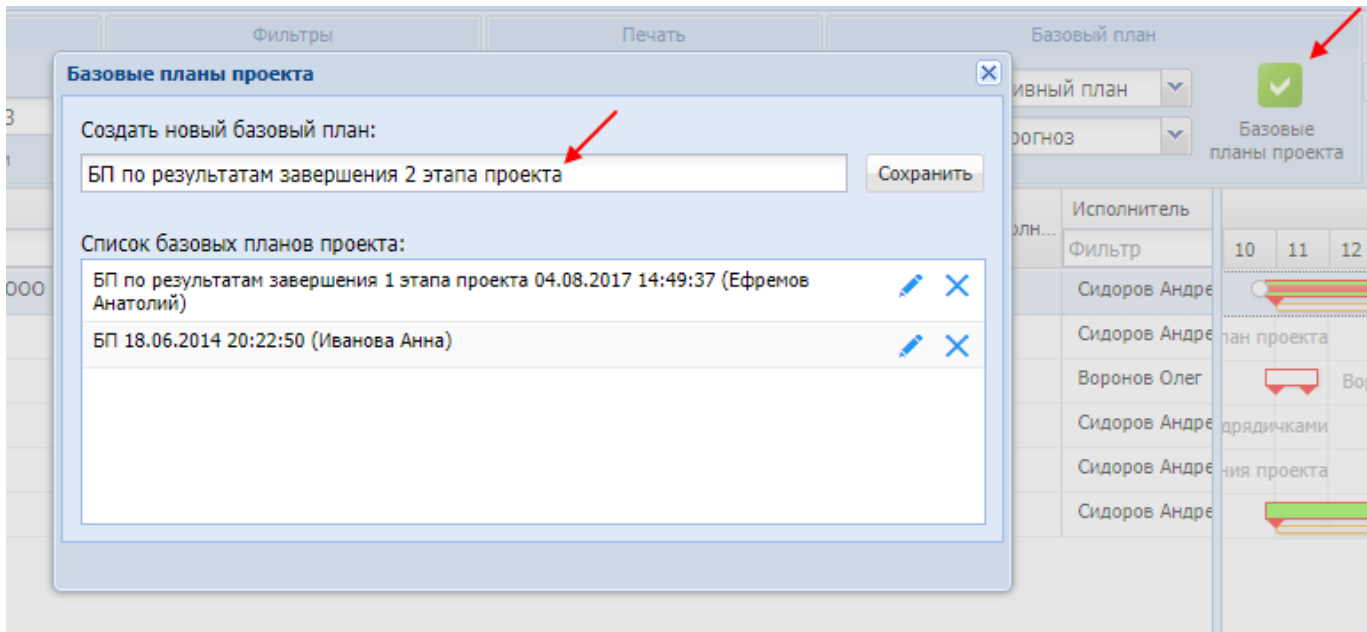 Фильтры
Печать
Базовый план
Базовые планы проекта
ивный план
Создать новый базовый план:
БП по результатам завершения 2 этапа проекта
Сохранить
Базовые
планы проекта
Исполнитель
Список базовых планов проекта:
Фильтр
10 11 12
БП по результатам завершения 1 этапа проекта 04.08.2017 14:49:37 (Ефремов
Анатолий)
ООО
Сидоров Андре
БП 18.06.2014 20:22:50 (Иванова Анна)
Сидоров Андре
лан проекта
Воронов Олег
Вор
Сидоров Андре
дрядичками
Сидоров Андре
ния проекта
Сидоров Андре